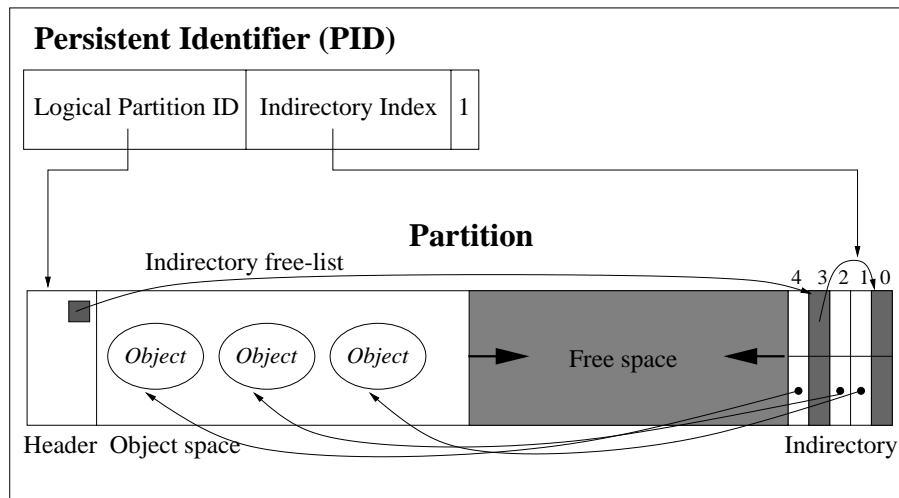 Persistent Identifier (PID)
Logical Partition ID Indirectory Index 1
Partition
Indirectory free-list
4 3 2 1 0
Object Object Object Free space
Header Object space Indirectory